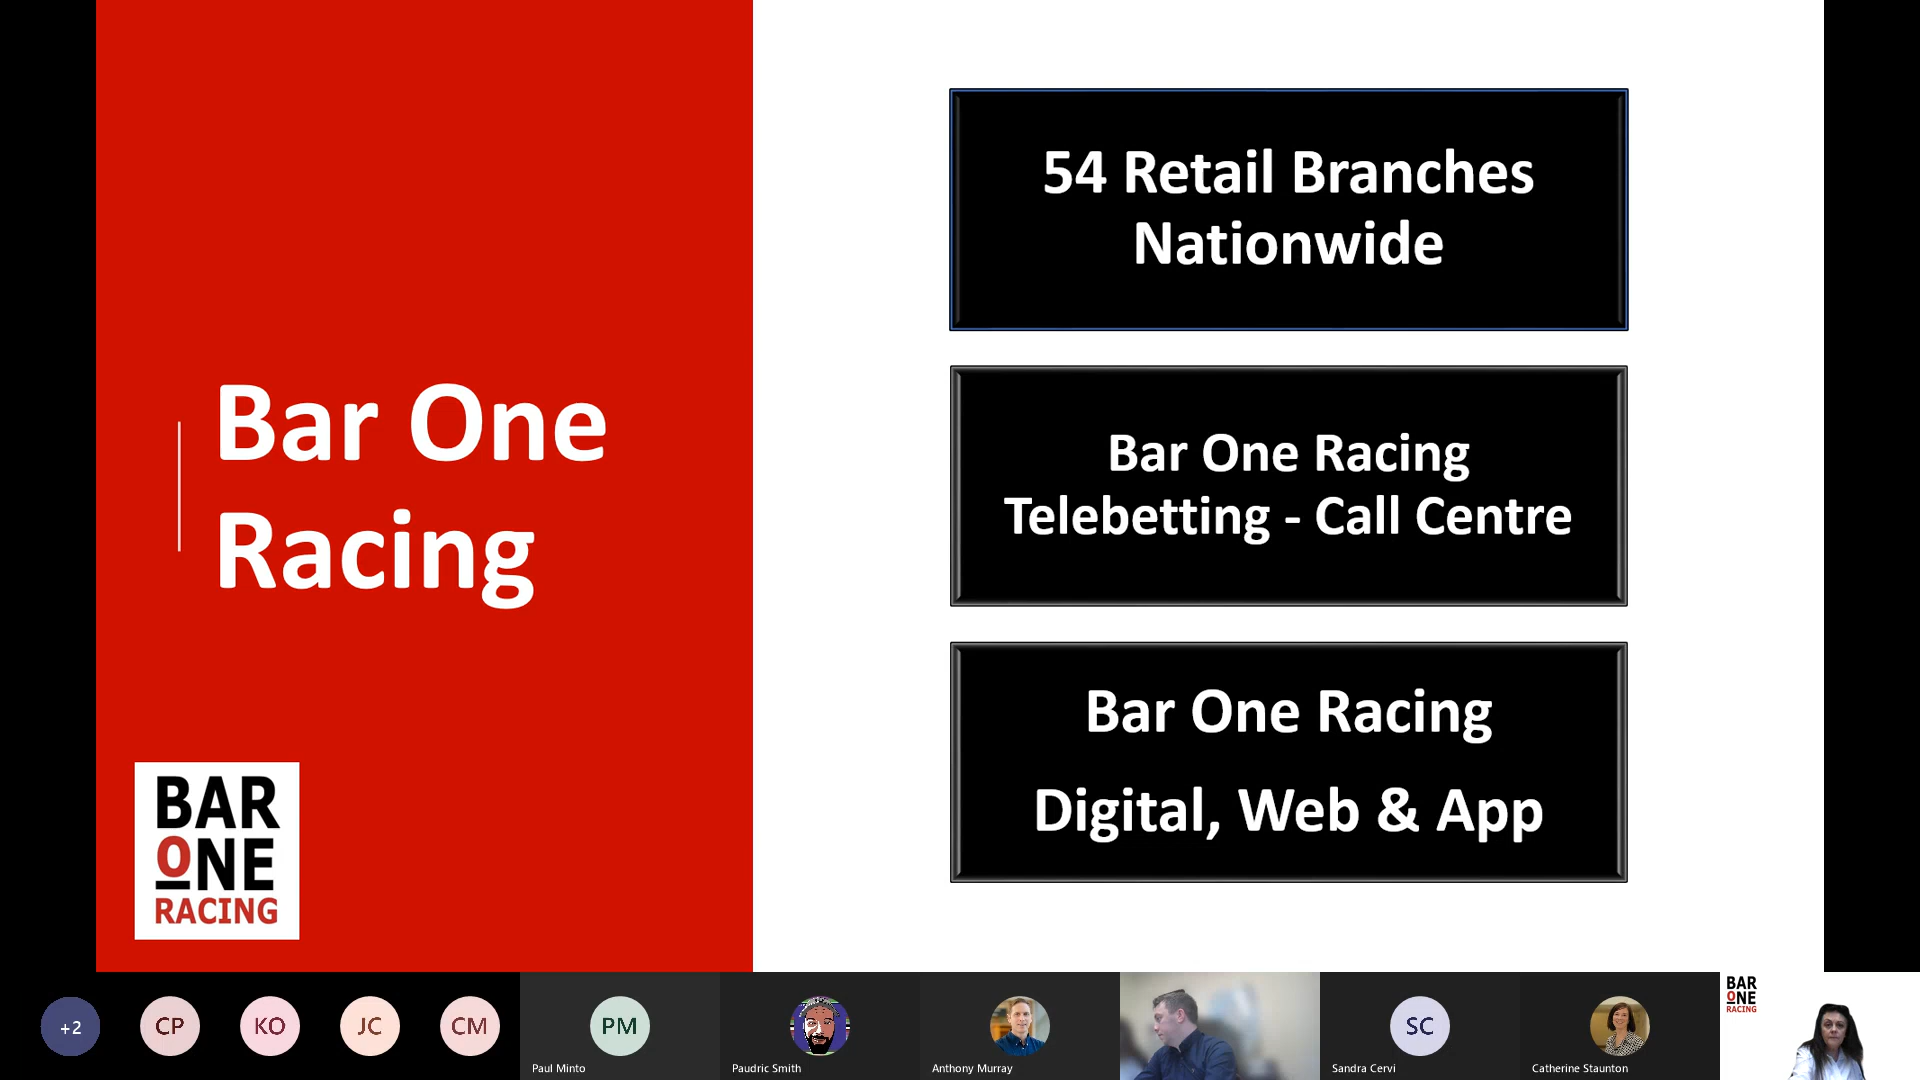 Bar One
Racing
BAR
ONE
RACING
54 Retail Branches
Nationwide
Bar One Racing
Telebetting - Call Centre
Bar One Racing
Digital, Web & App
+2
CP
KO
JC
CM
PM
Paul Minto
Paudric Smith
Anthony Murray
SC
Sandra Cervi
Catherine Staunton
BAR
ONE
RACING